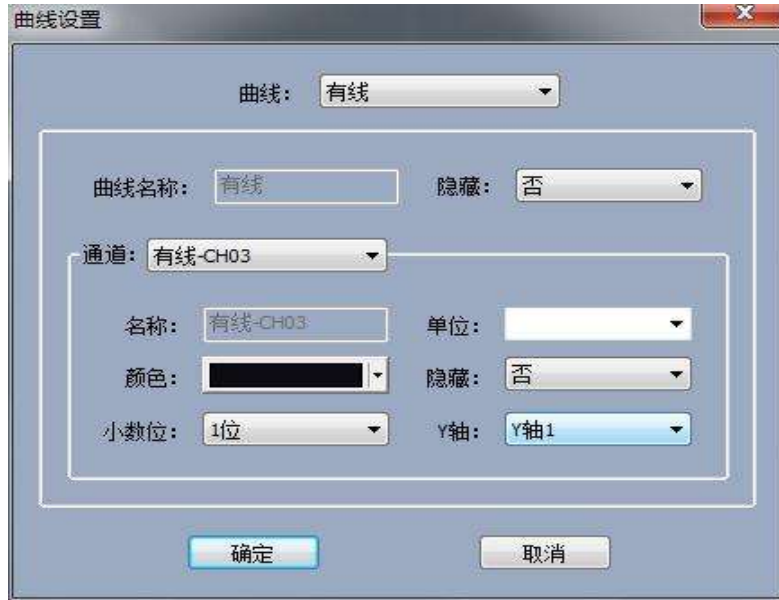 曲线设置
曲线： 有线
曲线名称： 有线 隐藏： 否
通道： 有线-CH03
名称： 有线-CH03 单位：
颜色： 隐藏： 否
小数位： 1位 Y轴： Y轴1
确定 取消